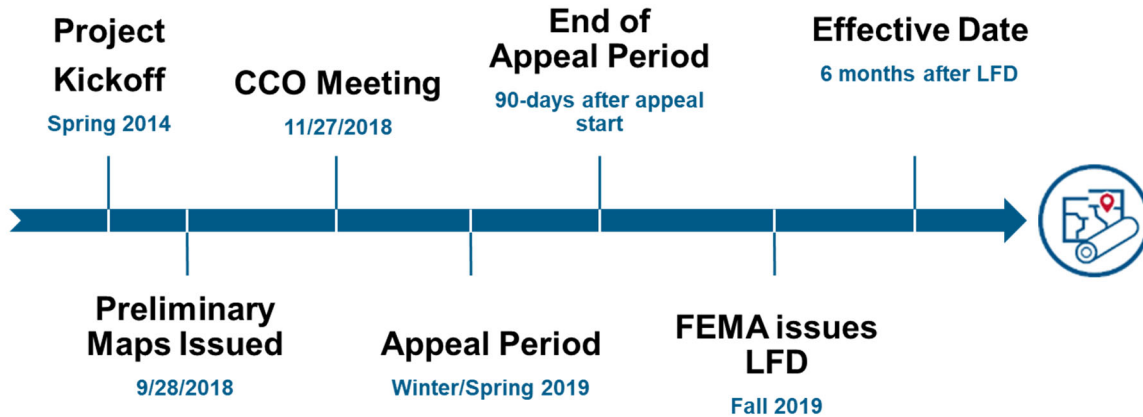 Project
Kickoff
Spring 2014
CCO Meeting
11/27/2018
End of
Appeal Period
90-days after appeal
start
Effective Date
6 months after LFD
Preliminary
Maps Issued
9/28/2018
Appeal Period
Winter/Spring 2019
FEMA issues
LFD
Fall 2019